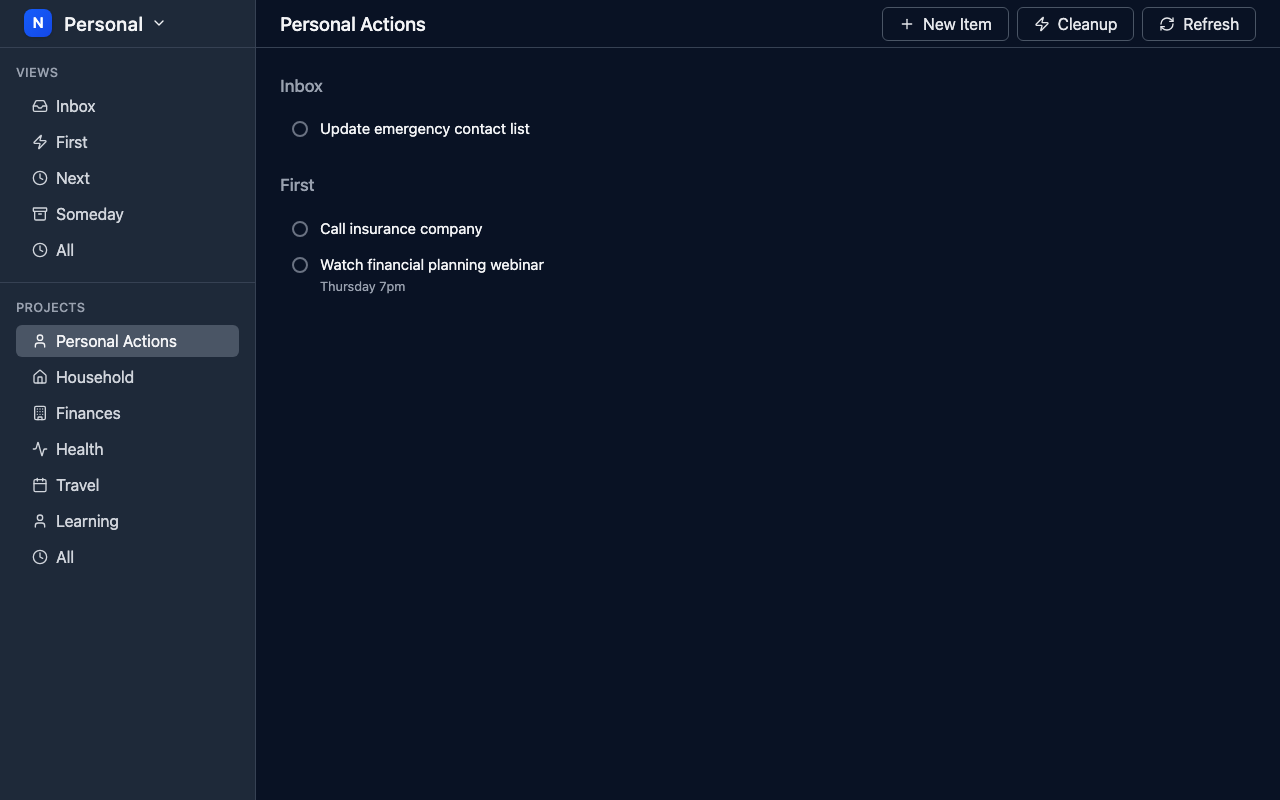 N Personal
VIEWS
Inbox
First
Next
Someday
All
PROJECTS
Personal Actions
Household
Finances
Health
Travel
Learning
All
Personal Actions
New Item
Cleanup
Refresh
Inbox
Update emergency contact list
First
Call insurance company
Watch financial planning webinar
Thursday 7pm